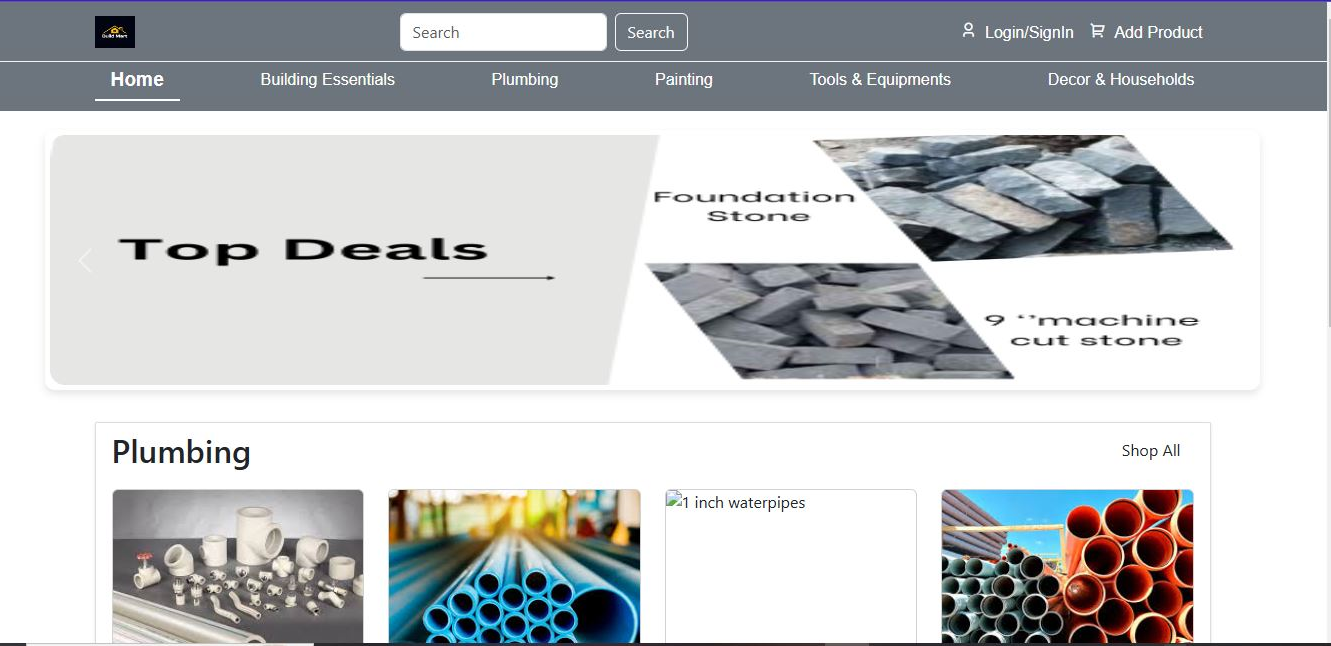 Build Mart
Search
Search
Login/SignIn
Add Product
Home
Building Essentials
Plumbing
Painting
Tools & Equipments
Decor & Households
Top Deals
Foundation
Stone
9 ‘’machine
cut stone
Plumbing
Shop All
1 inch waterpipes